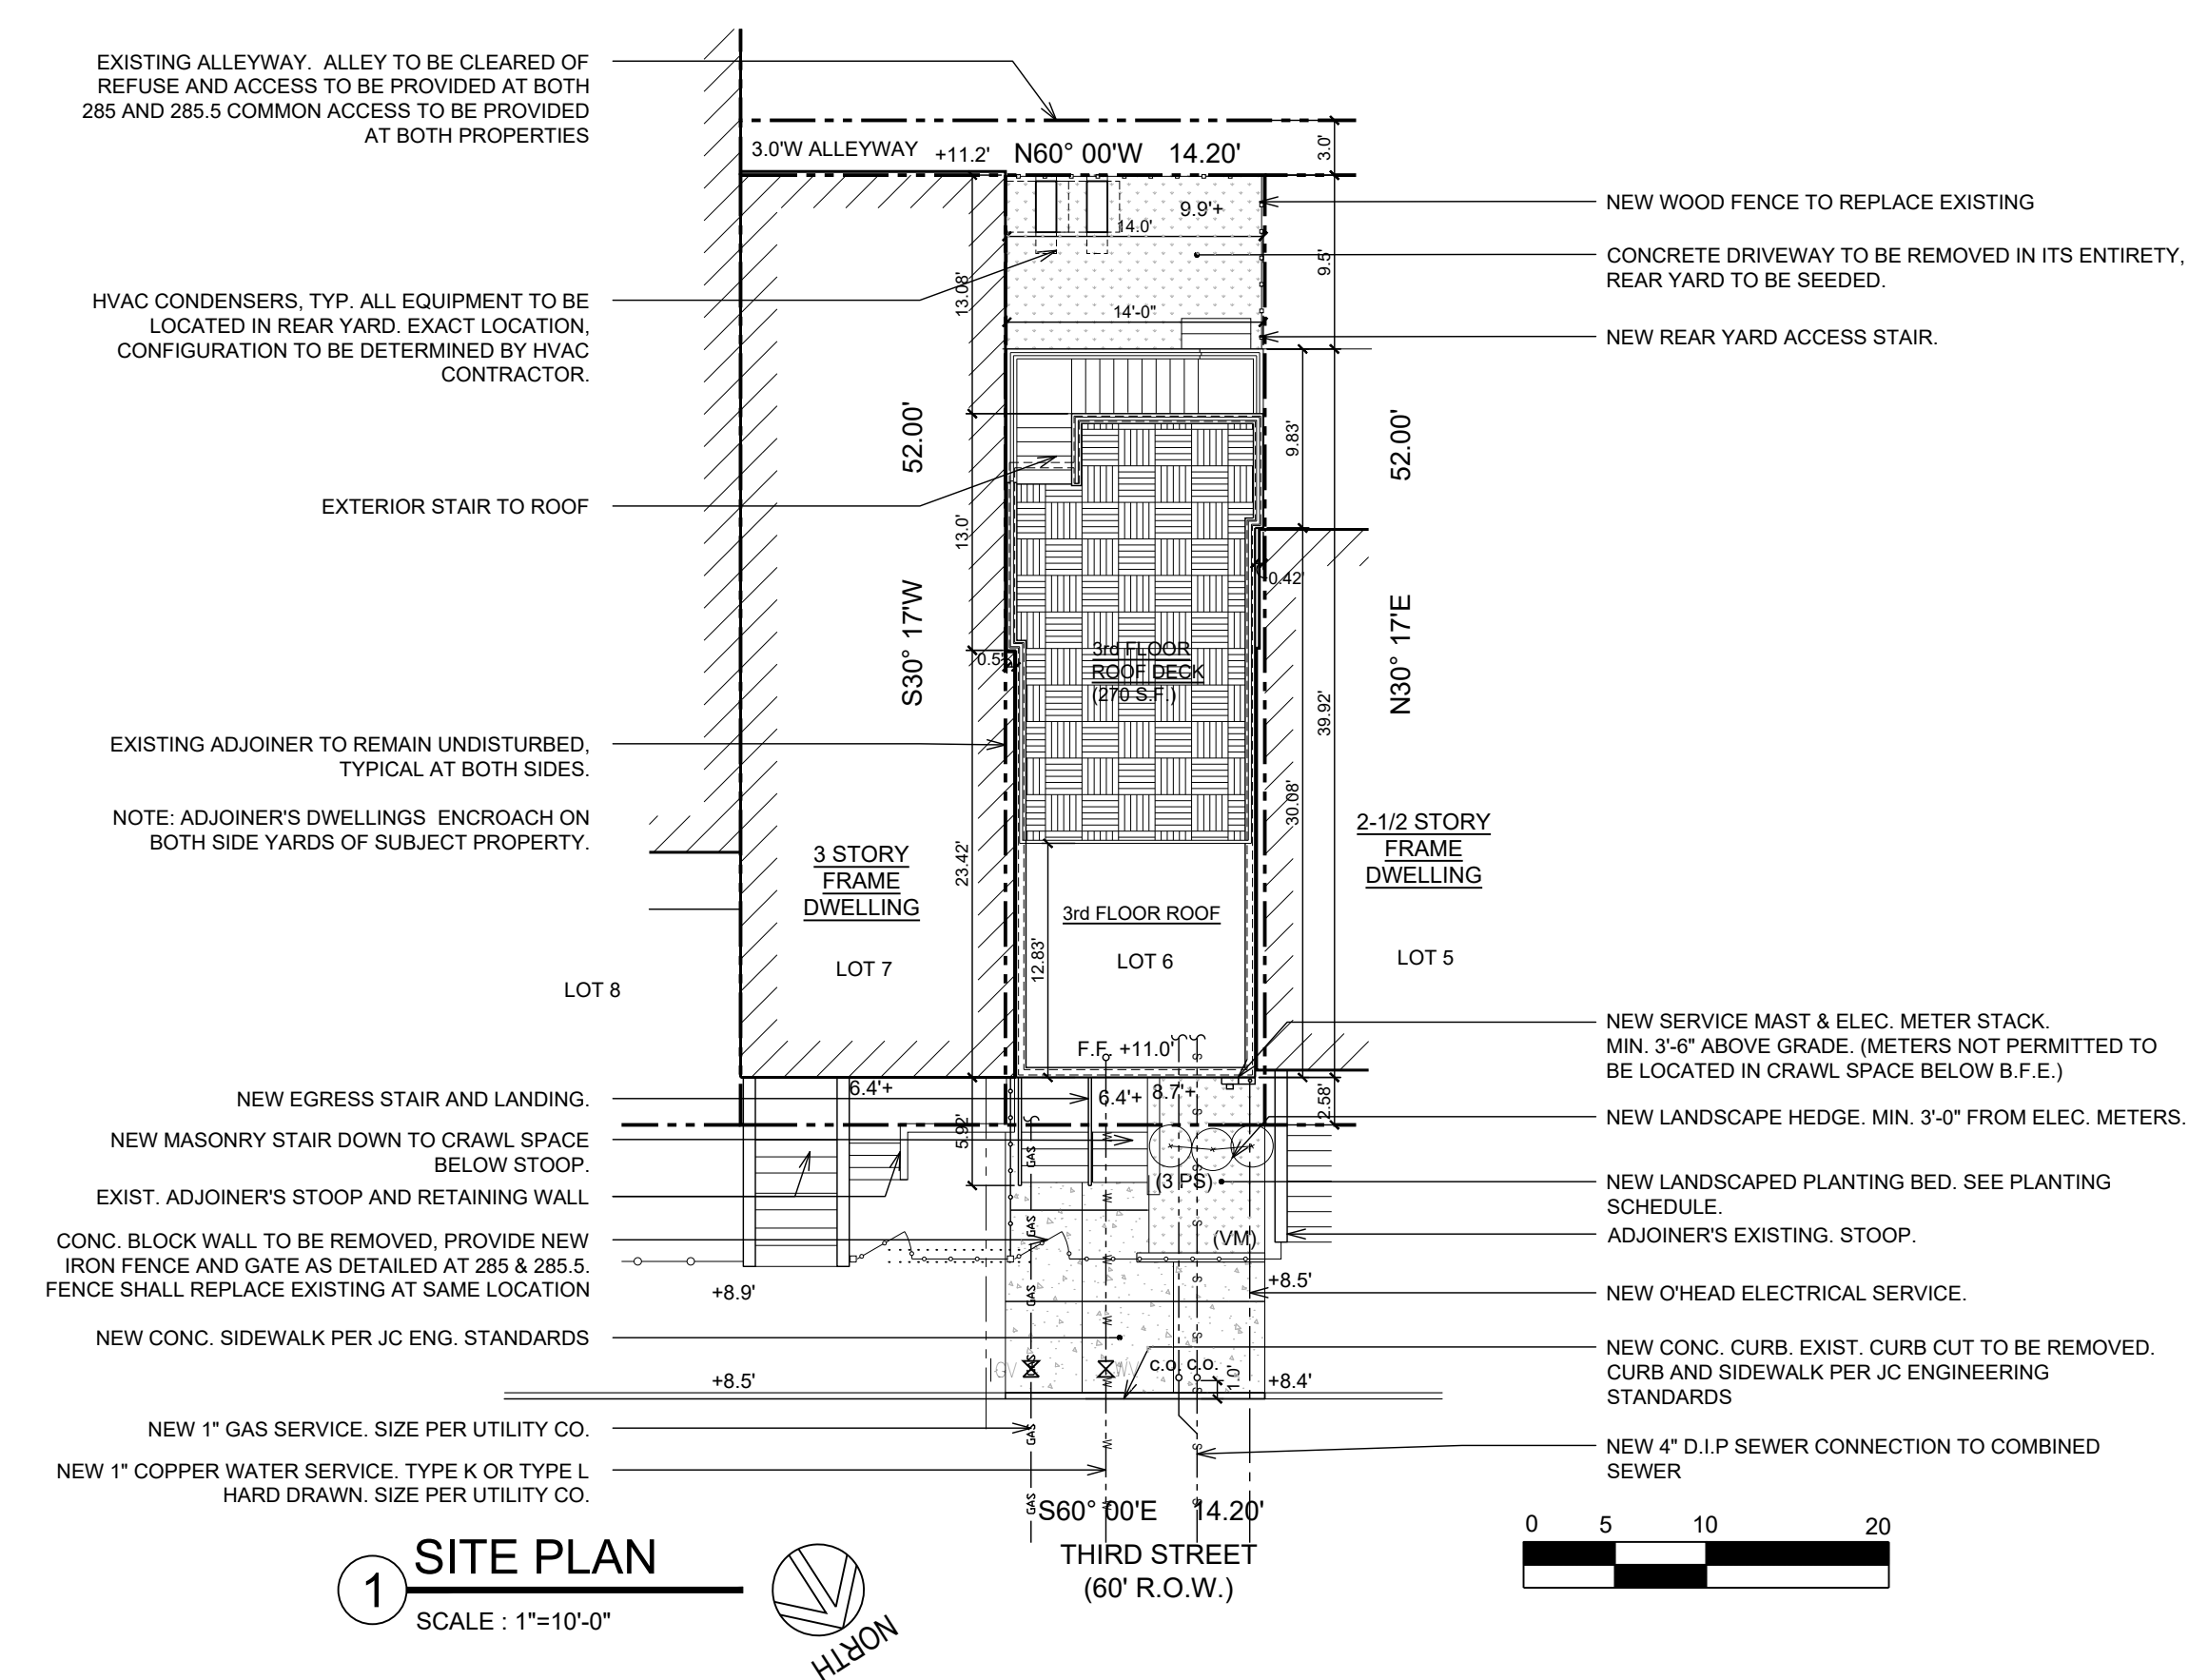 EXISTING ALLEYWAY.  ALLEY TO BE CLEARED OF
REFUSE AND ACCESS TO BE PROVIDED AT BOTH
285 AND 285.5 COMMON ACCESS TO BE PROVIDED
AT BOTH PROPERTIES
HVAC CONDENSERS, TYP. ALL EQUIPMENT TO BE
LOCATED IN REAR YARD. EXACT LOCATION,
CONFIGURATION TO BE DETERMINED BY HVAC
CONTRACTOR.
EXTERIOR STAIR TO ROOF
EXISTING ADJOINER TO REMAIN UNDISTURBED,
TYPICAL AT BOTH SIDES.
NOTE: ADJOINER'S DWELLINGS  ENCROACH ON
BOTH SIDE YARDS OF SUBJECT PROPERTY.
LOT 8
NEW EGRESS STAIR AND LANDING.
NEW MASONRY STAIR DOWN TO CRAWL SPACE
BELOW STOOP.
EXIST. ADJOINER'S STOOP AND RETAINING WALL
CONC. BLOCK WALL TO BE REMOVED, PROVIDE NEW
IRON FENCE AND GATE AS DETAILED AT 285 & 285.5.
FENCE SHALL REPLACE EXISTING AT SAME LOCATION
NEW CONC. SIDEWALK PER JC ENG. STANDARDS
NEW 1" GAS SERVICE. SIZE PER UTILITY CO.
NEW 1" COPPER WATER SERVICE. TYPE K OR TYPE L
HARD DRAWN. SIZE PER UTILITY CO.
3.0'W ALLEYWAY
+11.2'
N60° 00'W
14.20'
3.0'
9.9'+
14.0'
9.5'
13.08'
14'-0"
52.00'
S30° 17'W
13.0'
9.83'
52.00'
N30° 17'E
0.42'
0.5'
3rd FLOOR
ROOF DECK
(270 S.F.)
39.92'
30.08'
23.42'
12.83'
3 STORY
FRAME
DWELLING
LOT 7
3rd FLOOR ROOF
LOT 6
2-1/2 STORY
FRAME
DWELLING
LOT 5
F.F. +11.0'
6.4'+
6.4'+
8.7'+
2.58'
5.92'
(3 PS)
(VM)
+8.9'
+8.5'
+8.5'
+8.4'
GV
WV
C.O.
C.O.
1.0'
GAS
GAS
GAS
GAS
GAS
GAS
GAS
W
W
W
W
W
W
W
S
S
S
S
S
S
S
S
S60° 00'E
14.20'
THIRD STREET
(60' R.O.W.)
NEW WOOD FENCE TO REPLACE EXISTING
CONCRETE DRIVEWAY TO BE REMOVED IN ITS ENTIRETY,
REAR YARD TO BE SEEDED.
NEW REAR YARD ACCESS STAIR.
NEW SERVICE MAST & ELEC. METER STACK.
MIN. 3'-6" ABOVE GRADE. (METERS NOT PERMITTED TO
BE LOCATED IN CRAWL SPACE BELOW B.F.E.)
NEW LANDSCAPE HEDGE. MIN. 3'-0" FROM ELEC. METERS.
NEW LANDSCAPED PLANTING BED. SEE PLANTING
SCHEDULE.
ADJOINER'S EXISTING. STOOP.
NEW O'HEAD ELECTRICAL SERVICE.
NEW CONC. CURB. EXIST. CURB CUT TO BE REMOVED.
CURB AND SIDEWALK PER JC ENGINEERING
STANDARDS
NEW 4" D.I.P SEWER CONNECTION TO COMBINED
SEWER
1
SITE PLAN
SCALE : 1"=10'-0"
NORTH
0 5 10 20